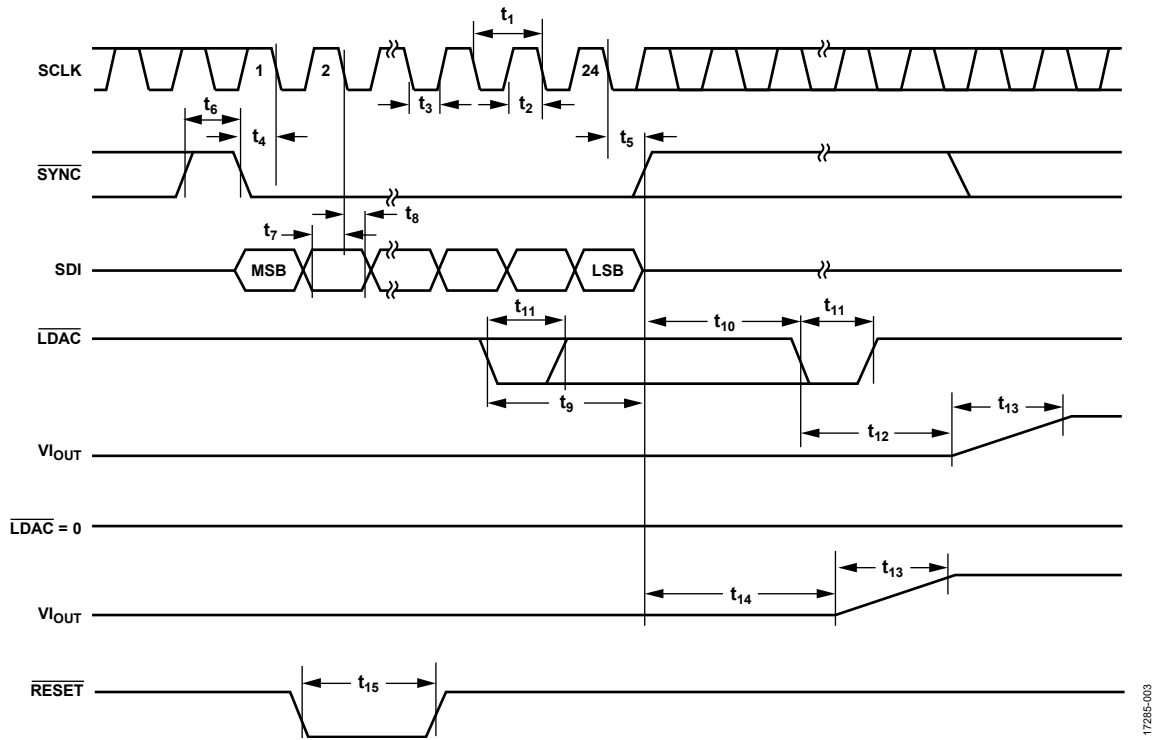 t1
SCLK
1
2
24
t3
t2
t6
t4
t5
SYNC
t7
t8
SDI
MSB
LSB
t11
t10
t11
LDAC
t9
t13
t12
VIOUT
LDAC = 0
t13
t14
VIOUT
RESET
t15
17285-003